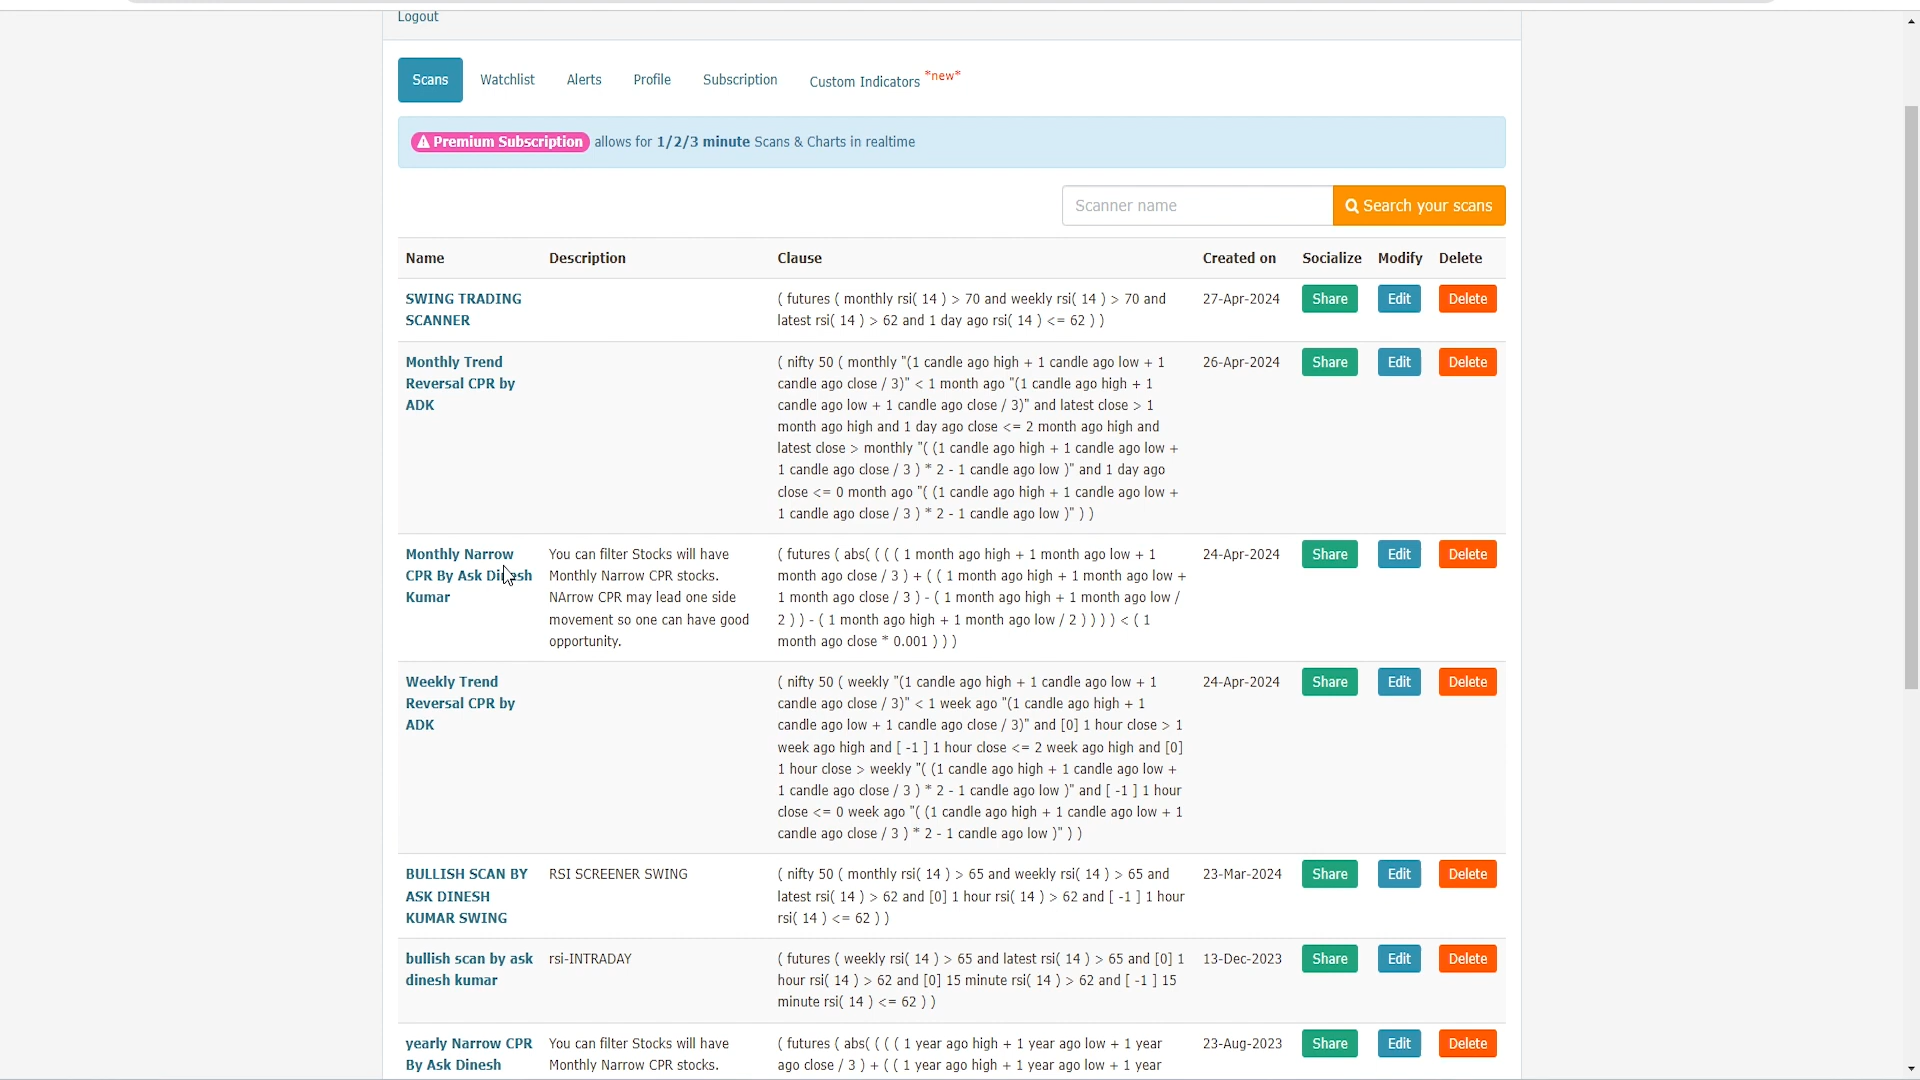 Logout
Scans Watchlist Alerts Profile Subscription Custom Indicators *new*
Premium Subscription allows for 1/2/3 minute Scans & Charts in realtime
Scanner name Search your scans
Name Description Clause Created on Socialize Modify Delete
SWING TRADING
SCANNER
( futures ( monthly rsi( 14 ) > 70 and weekly rsi( 14 ) > 70 and
latest rsi( 14 ) > 62 and 1 day ago rsi( 14 ) <= 62 ) )
27-Apr-2024 Share Edit Delete
Monthly Trend
Reversal CPR by
ADK
( nifty 50 ( monthly "(1 candle ago high + 1 candle ago low + 1
candle ago close / 3)" < 1 month ago "(1 candle ago high + 1
candle ago low + 1 candle ago close / 3)" and latest close > 1
month ago high and 1 day ago close <= 2 month ago high and
latest close > monthly "( (1 candle ago high + 1 candle ago low +
1 candle ago close / 3 ) * 2 - 1 candle ago low )" and 1 day ago
close <= 0 month ago "( (1 candle ago high + 1 candle ago low +
1 candle ago close / 3 ) * 2 - 1 candle ago low )" ) )
26-Apr-2024 Share Edit Delete
Monthly Narrow
CPR By Ask Dinesh
Kumar
You can filter Stocks will have
Monthly Narrow CPR stocks.
NArrow CPR may lead one side
movement so one can have good
opportunity.
( futures ( abs( ( ( ( 1 month ago high + 1 month ago low + 1
month ago close / 3 ) + ( ( 1 month ago high + 1 month ago low +
1 month ago close / 3 ) - ( 1 month ago high + 1 month ago low /
2 ) ) - ( 1 month ago high + 1 month ago low / 2 ) ) ) ) < ( 1
month ago close * 0.001 ) ) )
24-Apr-2024 Share Edit Delete
Weekly Trend
Reversal CPR by
ADK
( nifty 50 ( weekly "(1 candle ago high + 1 candle ago low + 1
candle ago close / 3)" < 1 week ago "(1 candle ago high + 1
candle ago low + 1 candle ago close / 3)" and [0] 1 hour close > 1
week ago high and [ -1 ] 1 hour close <= 2 week ago high and [0]
1 hour close > weekly "( (1 candle ago high + 1 candle ago low +
1 candle ago close / 3 ) * 2 - 1 candle ago low )" and [ -1 ] 1 hour
close <= 0 week ago "( (1 candle ago high + 1 candle ago low + 1
candle ago close / 3 ) * 2 - 1 candle ago low )" ) )
24-Apr-2024 Share Edit Delete
BULLISH SCAN BY
ASK DINESH
KUMAR SWING
RSI SCREENER SWING
( nifty 50 ( monthly rsi( 14 ) > 65 and weekly rsi( 14 ) > 65 and
latest rsi( 14 ) > 62 and [0] 1 hour rsi( 14 ) > 62 and [ -1 ] 1 hour
rsi( 14 ) <= 62 ) )
23-Mar-2024 Share Edit Delete
bullish scan by ask
dinesh kumar
rsi-INTRADAY
( futures ( weekly rsi( 14 ) > 65 and latest rsi( 14 ) > 65 and [0] 1
hour rsi( 14 ) > 62 and [0] 15 minute rsi( 14 ) > 62 and [ -1 ] 15
minute rsi( 14 ) <= 62 ) )
13-Dec-2023 Share Edit Delete
yearly Narrow CPR
By Ask Dinesh
You can filter Stocks will have
Monthly Narrow CPR stocks.
( futures ( abs( ( ( ( 1 year ago high + 1 year ago low + 1 year
ago close / 3 ) + ( ( 1 year ago high + 1 year ago low + 1 year
23-Aug-2023 Share Edit Delete